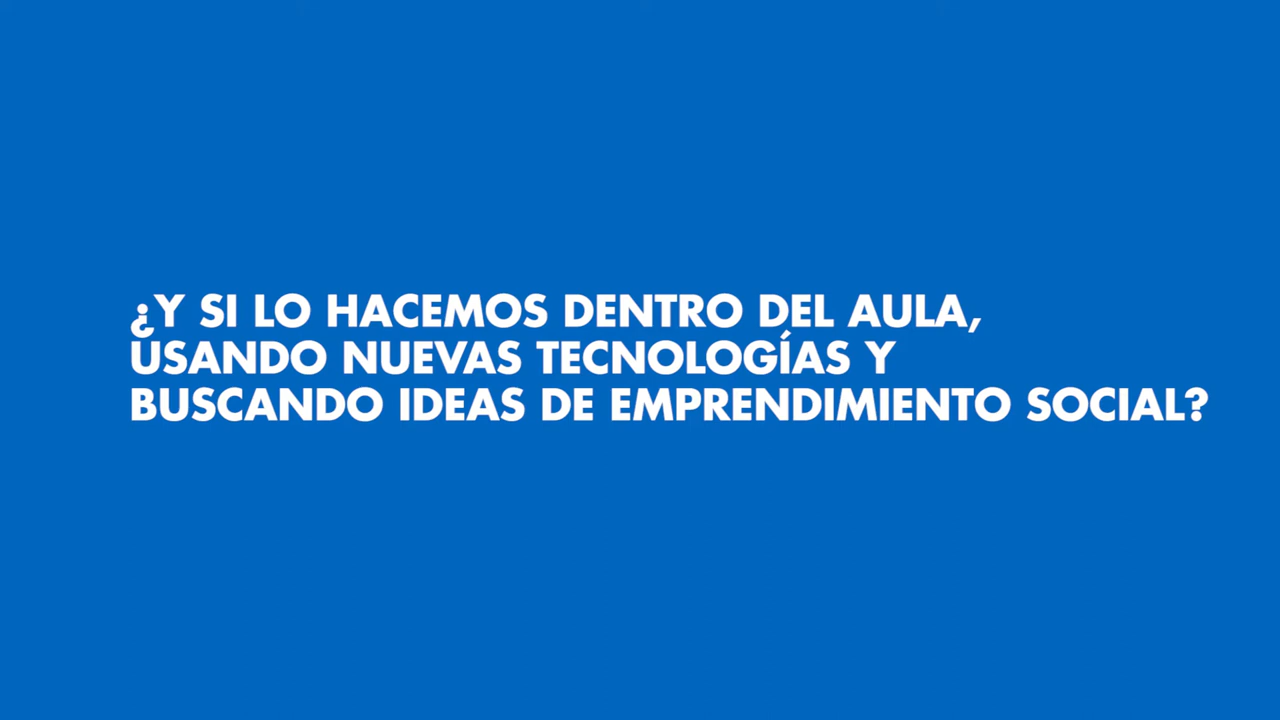 ¿Y SI LO HACEMOS DENTRO DEL AULA,
USANDO NUEVAS TECNOLOGÍAS Y
BUSCANDO IDEAS DE EMPRENDIMIENTO SOCIAL?